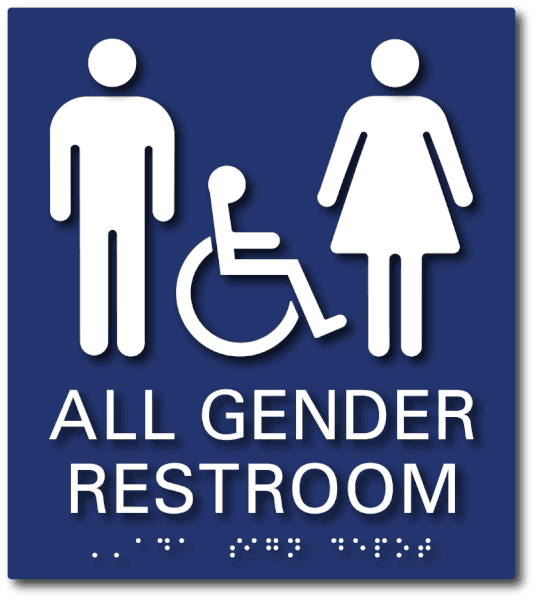 ALL GENDER
RESTROOM
⠠⠠⠁⠙⠁ ⠎⠊⠛⠝ ⠙⠑⠏⠕⠞